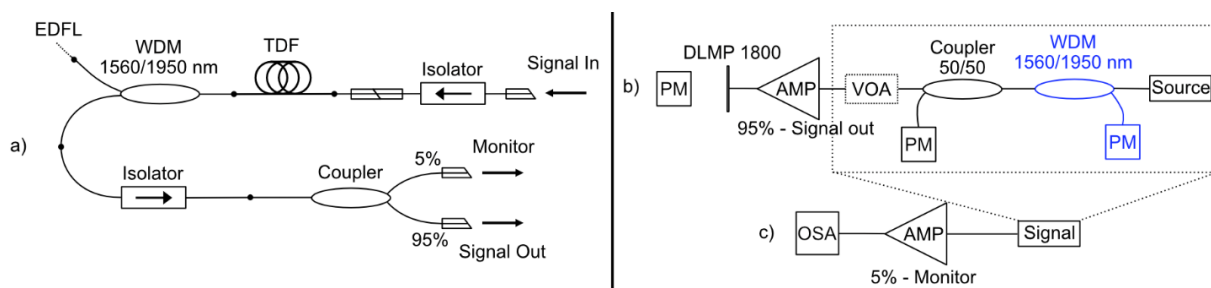 EDFL
WDM
1560/1950 nm
TDF
Isolator
Signal In
a)
Isolator
Coupler
5%
Monitor
95%
Signal Out
b)
PM
DLMP 1800
AMP
95% - Signal out
VOA
Coupler
50/50
PM
WDM
1560/1950 nm
PM
Source
c)
OSA
AMP
5% - Monitor
Signal